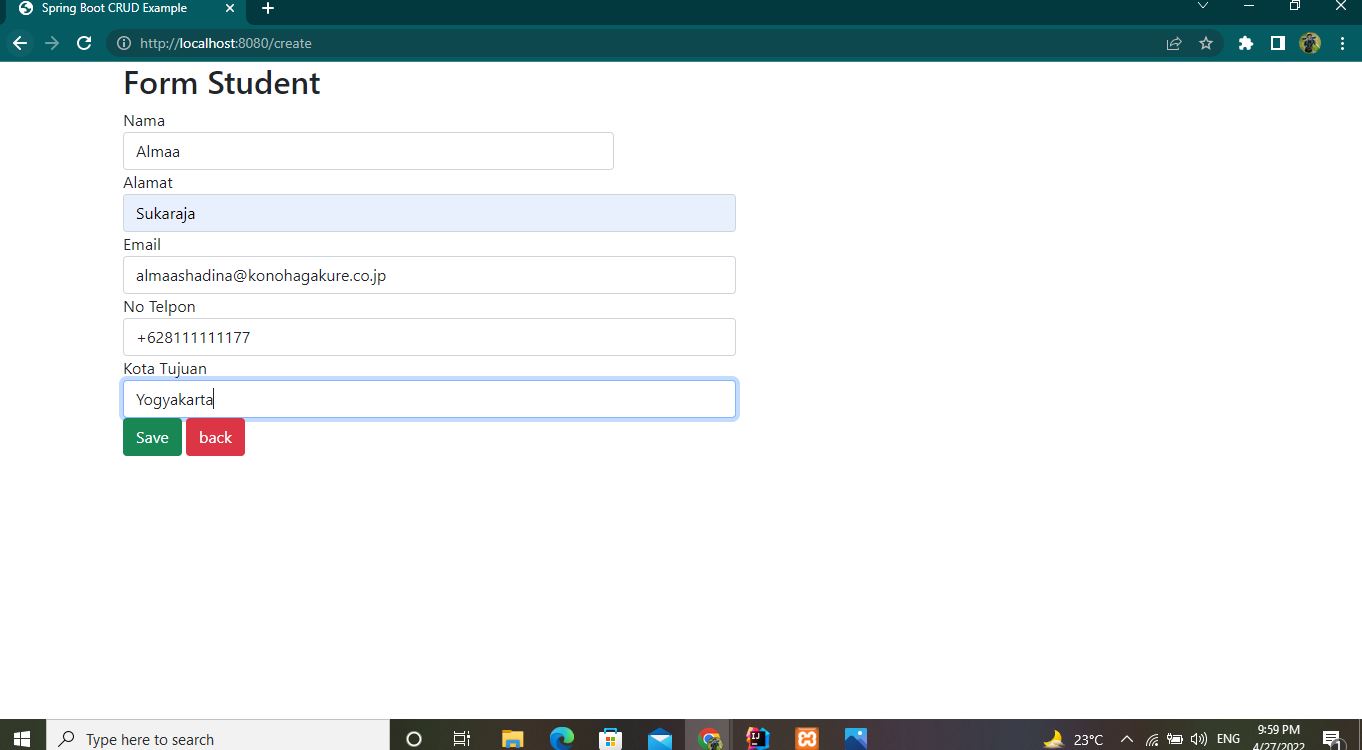 Spring Boot CRUD Example
http://localhost:8080/create
Form Student
Nama
Almaa
Alamat
Sukaraja
Email
almaashadina@konohagakure.co.jp
No Telpon
+628111111177
Kota Tujuan
Yogyakarta
Save back
Type here to search
23°C
ENG
9:59 PM
4/27/2022
1